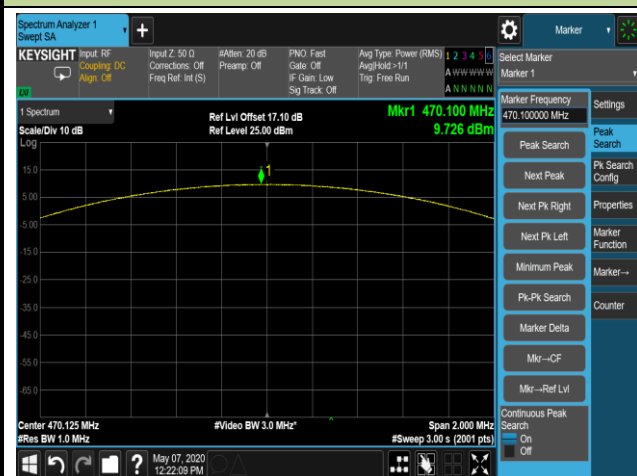 Spectrum Analyzer 1
Swept SA
Marker
KEYSIGHT
Input: RF
Coupling: DC
Align: Off
Input Z: 50 Ω
Corrections: Off
Freq Ref: Int (S)
#Atten: 20 dB
Preamp: Off
PNO: Fast
Gate: Off
IF Gain: Low
Sig Track: Off
Avg Type: Power (RMS)
Avg|Hold:>1/1
Trig: Free Run
1 2 3 4 5 6
A W W W W W
A N N N N N
LV
Select Marker
Marker 1
1 Spectrum
Scale/Div 10 dB
Ref Lvl Offset 17.10 dB
Ref Level 25.00 dBm
Mkr1 470.100 MHz
9.726 dBm
Log
15.0
5.00
-5.00
-15.0
-25.0
-35.0
-45.0
-55.0
-65.0
1
Center 470.125 MHz
#Res BW 1.0 MHz
#Video BW 3.0 MHz*
Span 2.000 MHz
#Sweep 3.00 s (2001 pts)
Marker Frequency
470.100000 MHz
Peak Search
Next Peak
Next Pk Right
Next Pk Left
Minimum Peak
Pk-Pk Search
Marker Delta
Mkr→CF
Mkr→Ref Lvl
Continuous Peak
Search
On
Off
Settings
Peak
Search
Pk Search
Config
Properties
Marker
Function
Marker→
Counter
?
May 07, 2020
12:22:09 PM